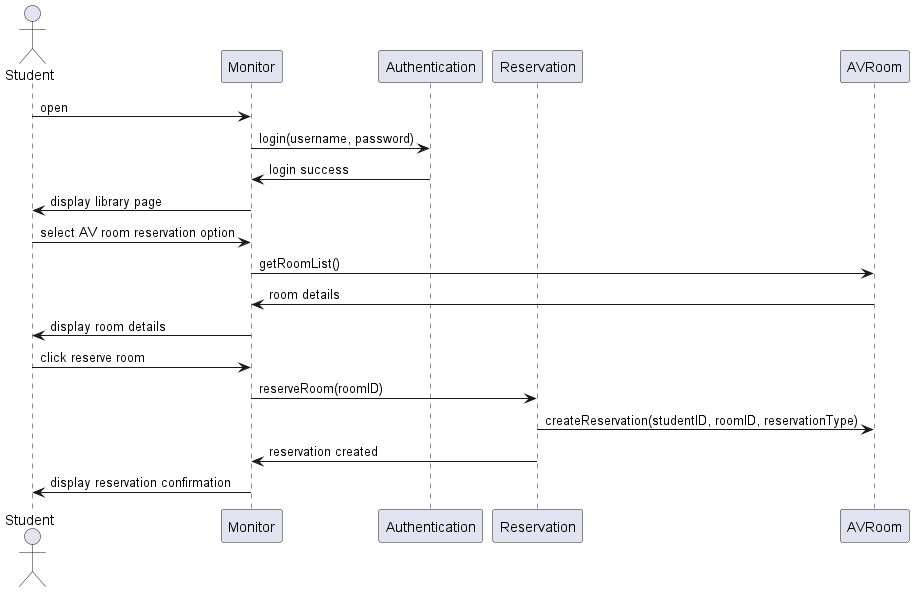 Student
Monitor
Authentication
Reservation
AVRoom
open
login(username, password)
login success
display library page
select AV room reservation option
getRoomList()
room details
display room details
click reserve room
reserveRoom(roomID)
createReservation(studentID, roomID, reservationType)
reservation created
display reservation confirmation
Student
Monitor
Authentication
Reservation
AVRoom